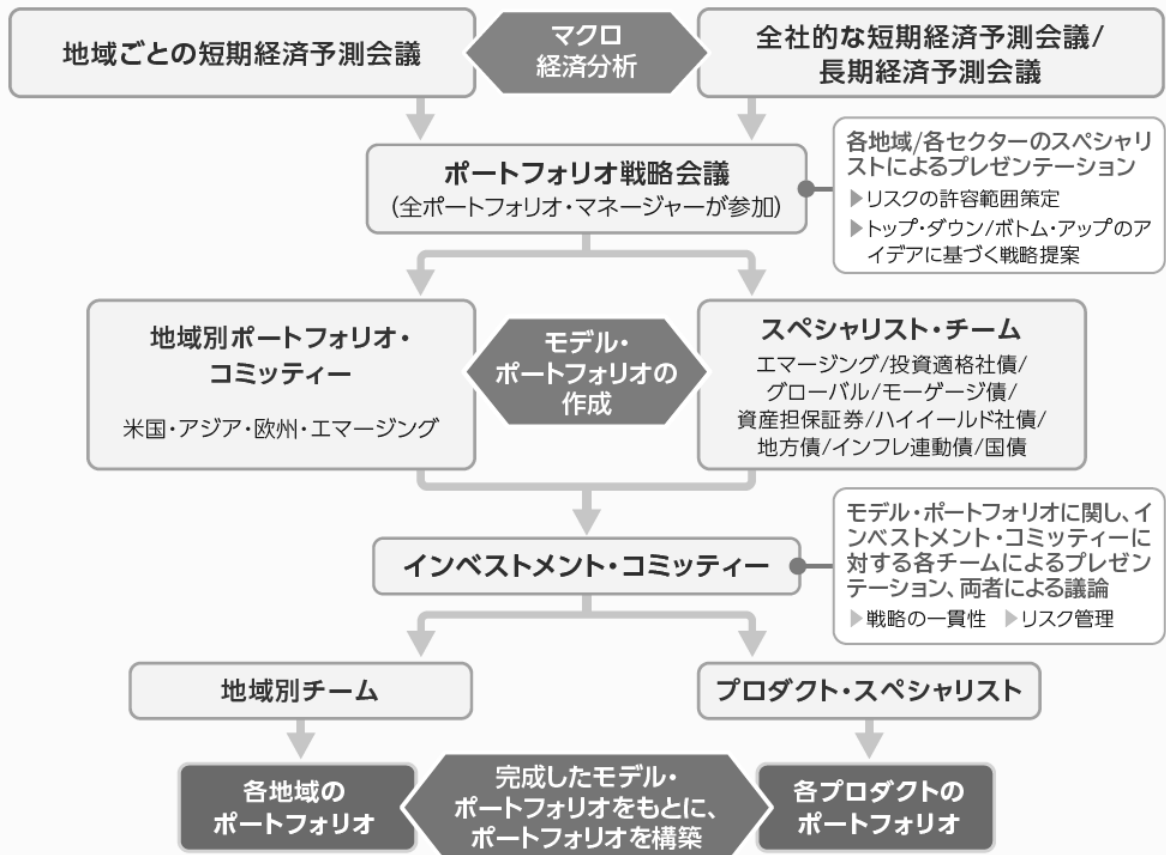 地域ごとの短期経済予測会議
マクロ
経済分析
全社的な短期経済予測会議/
長期経済予測会議
ポートフォリオ戦略会議
(全ポートフォリオ・マネージャーが参加)
各地域/各セクターのスペシャリ
ストによるプレゼンテーション
▶リスクの許容範囲策定
▶トップ・ダウン/ボトム・アップのア
イデアに基づく戦略提案
地域別ポートフォリオ・
コミッティー
米国・アジア・欧州・エマージング
モデル・
ポートフォリオの
作成
スペシャリスト・チーム
エマージング/投資適格社債/
グローバル/モーゲージ債/
資産担保証券/ハイイールド社債/
地方債/インフレ連動債/国債
インベストメント・コミッティー
モデル・ポートフォリオに関し、イ
ンベストメント・コミッティーに
対する各チームによるプレゼン
テーション、両者による議論
▶戦略の一貫性 ▶リスク管理
地域別チーム
プロダクト・スペシャリスト
各地域の
ポートフォリオ
完成したモデル・
ポートフォリオをもとに、
ポートフォリオを構築
各プロダクトの
ポートフォリオ